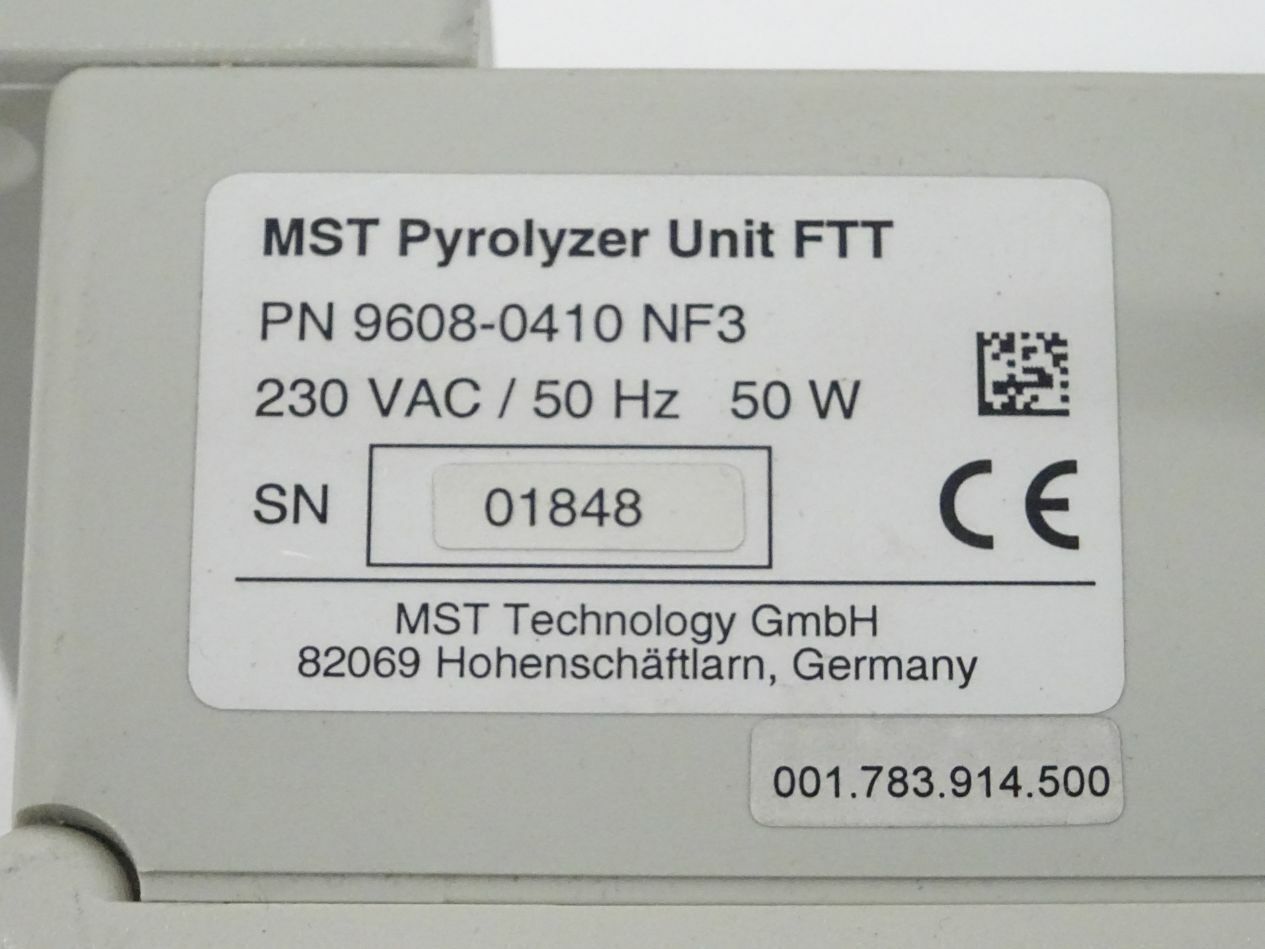 MST Pyrolyzer Unit FTT
PN 9608-0410 NF3
230 VAC / 50 Hz 50 W
SN 01848
CE
MST Technology GmbH
82069 Hohenschäftlarn, Germany
001.783.914.500